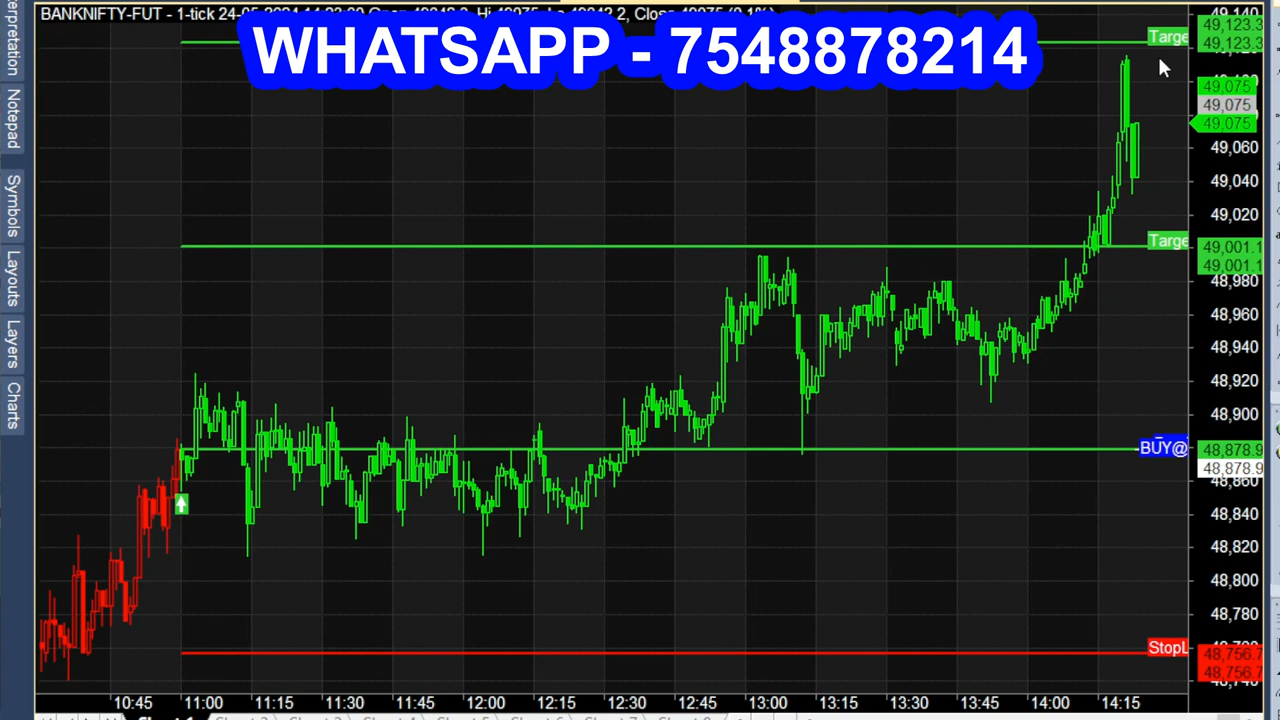 BANKNIFTY-FUT - 1-tick
WHATSAPP - 7548878214
Interpretation
Notepad
Symbols
Layouts
Layers
Charts
49,140
49,123.3
49,123.3
Targe
49,075
49,075
49,075
49,060
49,040
49,020
Targe
49,001.1
49,001.1
48,980
48,960
48,940
48,920
48,900
BUY@
48,878.9
48,878.9
48,860
48,840
48,820
48,800
48,780
StopL
48,756.7
48,756.7
10:45 11:00 11:15 11:30 11:45 12:00 12:15 12:30 12:45 13:00 13:15 13:30 13:45 14:00 14:15